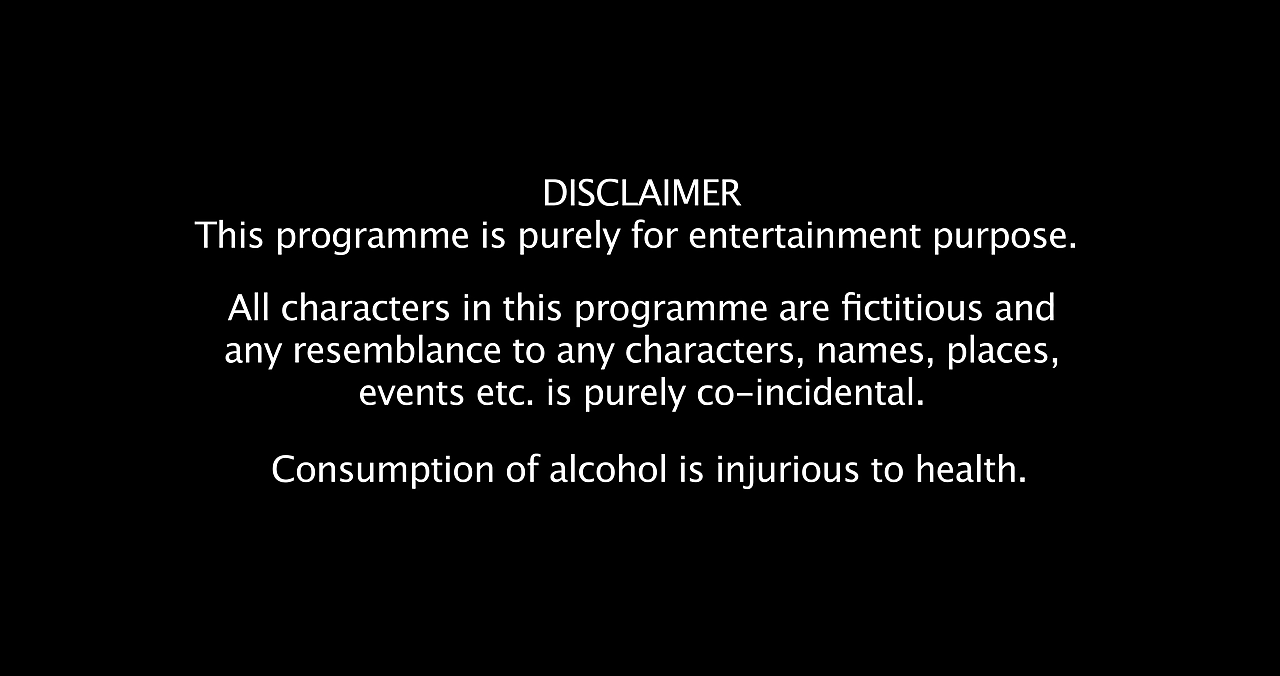 DISCLAIMER
This programme is purely for entertainment purpose.
All characters in this programme are fictitious and
any resemblance to any characters, names, places,
events etc. is purely co-incidental.
Consumption of alcohol is injurious to health.